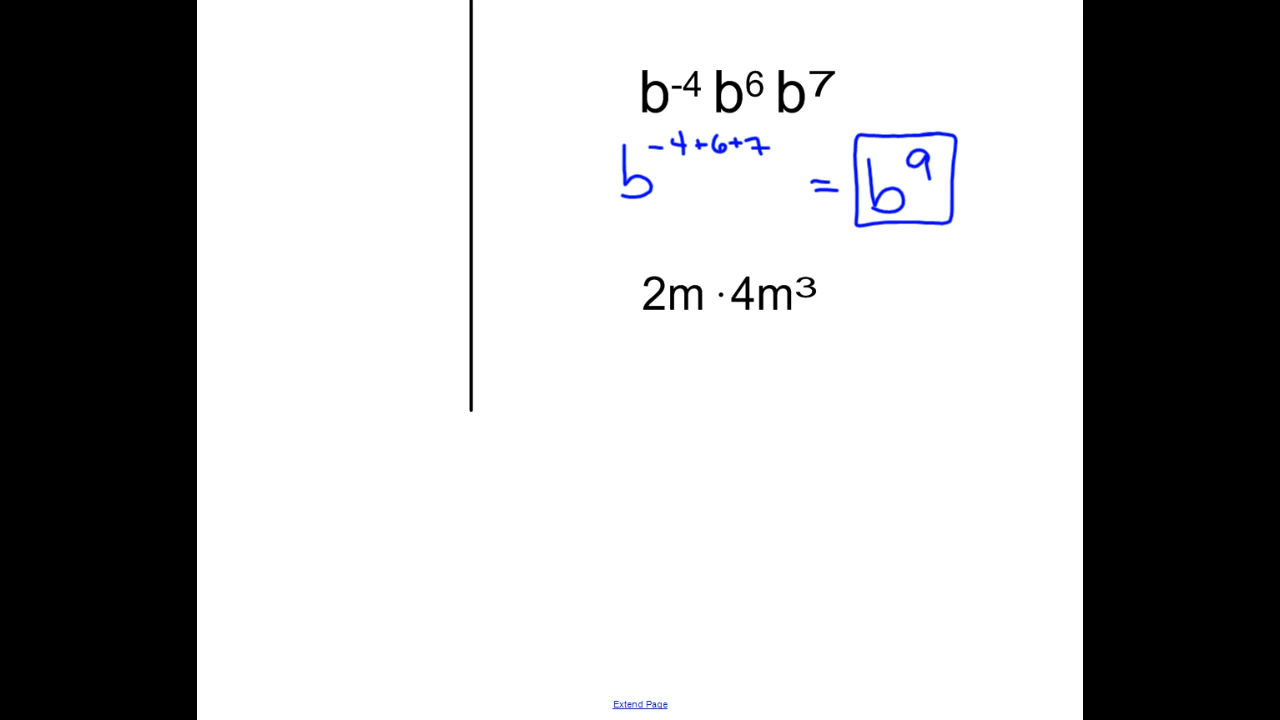 b⁻⁴ b⁶ b⁷
b⁻⁴⁺⁶⁺⁷ = b⁹
2m · 4m³
Extend Page